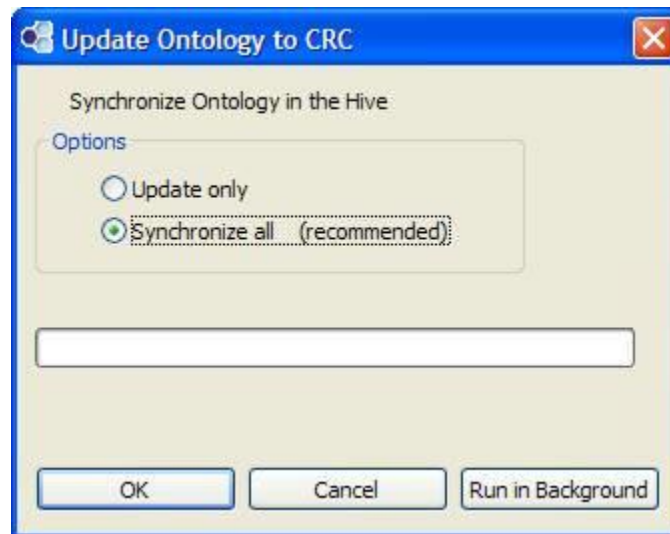 Update Ontology to CRC
Synchronize Ontology in the Hive
Options
Update only
Synchronize all (recommended)
OK Cancel Run in Background